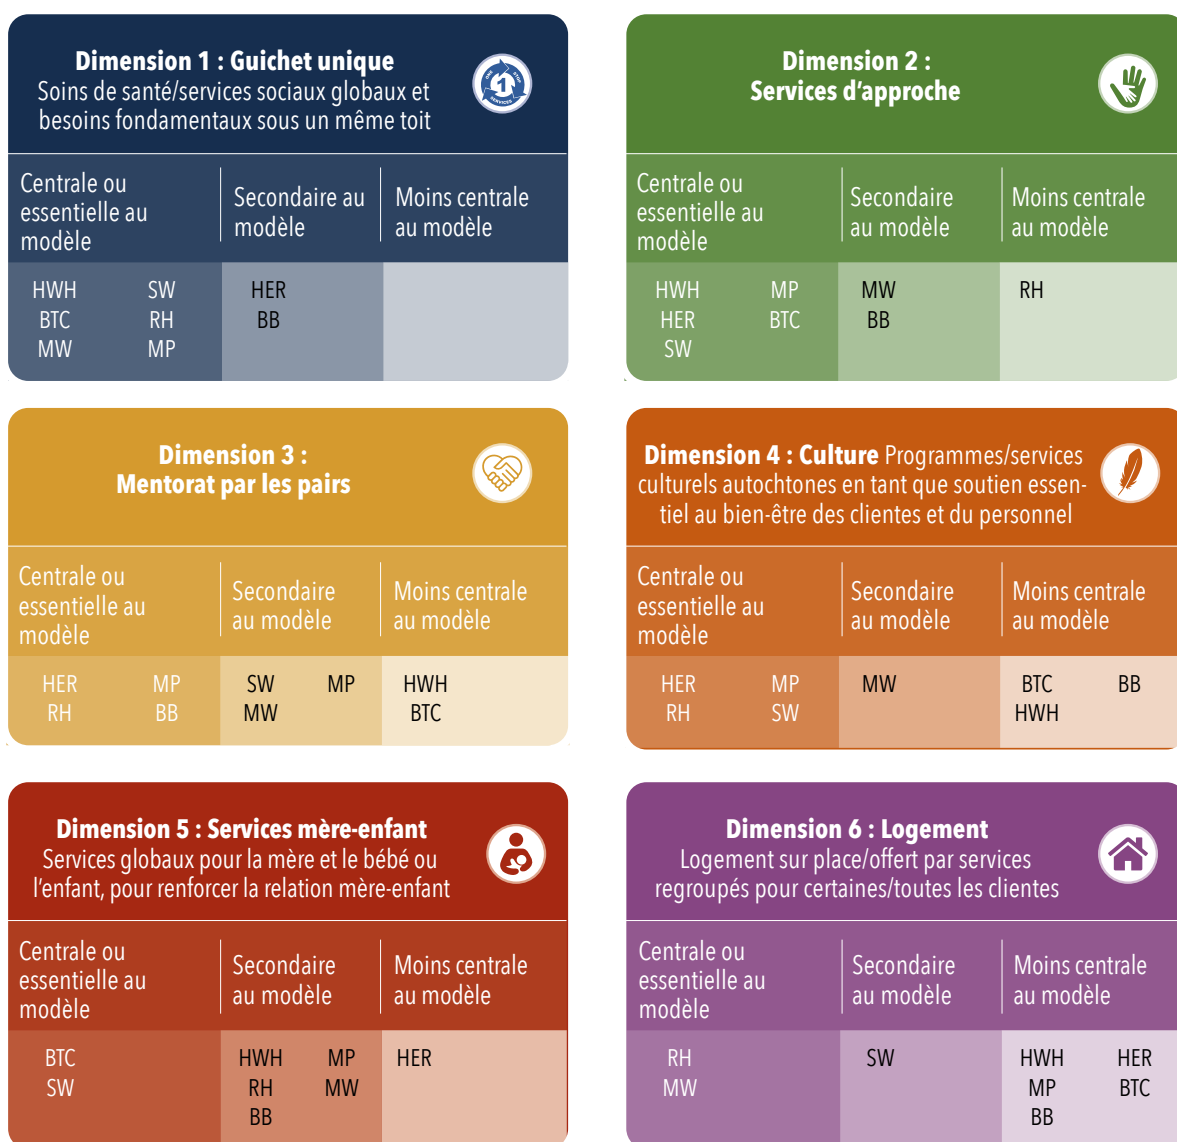 Dimension 1 : Guichet unique
Soins de santé/services sociaux globaux et
besoins fondamentaux sous un même toit
ONE STOP
1
SERVICES
Centrale ou
essentielle au
modèle
Secondaire au
modèle
Moins centrale
au modèle
HWH SW
BTC RH
MW MP
HER
BB
Dimension 2 :
Services d’approche
Centrale ou
essentielle au
modèle
Secondaire
au modèle
Moins centrale
au modèle
HWH MP
HER BTC
SW
MW
BB
RH
Dimension 3 :
Mentorat par les pairs
Centrale ou
essentielle au
modèle
Secondaire
au modèle
Moins centrale
au modèle
HER MP
RH BB
SW MP
MW
HWH
BTC
Dimension 4 : Culture Programmes/services
culturels autochtones en tant que soutien essen-
tiel au bien-être des clientes et du personnel
Centrale ou
essentielle au
modèle
Secondaire
au modèle
Moins centrale
au modèle
HER MP
RH SW
MW
BTC BB
HWH
Dimension 5 : Services mère-enfant
Services globaux pour la mère et le bébé ou
l’enfant, pour renforcer la relation mère-enfant
Centrale ou
essentielle au
modèle
Secondaire
au modèle
Moins centrale
au modèle
BTC
SW
HWH MP
RH MW
BB
HER
Dimension 6 : Logement
Logement sur place/offert par services
regroupés pour certaines/toutes les clientes
Centrale ou
essentielle au
modèle
Secondaire
au modèle
Moins centrale
au modèle
RH
MW
SW
HWH HER
MP BTC
BB